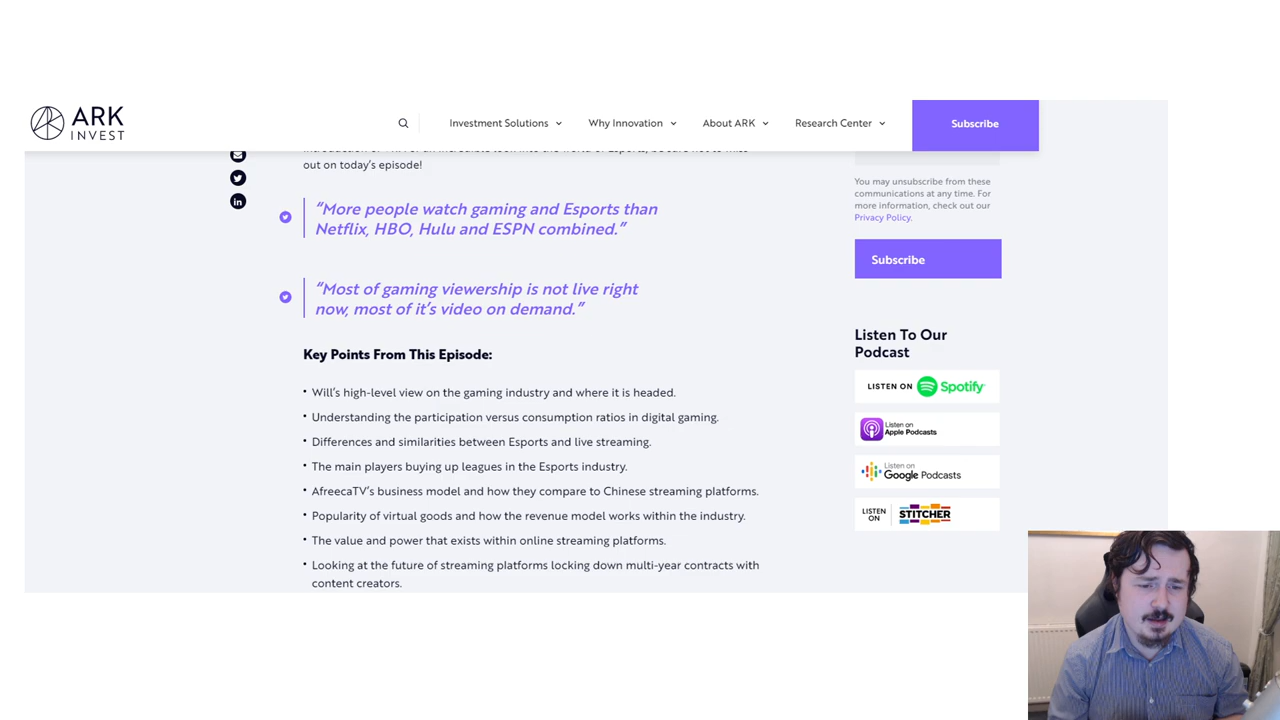 ARK
INVEST
Investment Solutions
Why Innovation
About ARK
Research Center
Subscribe
out on today's episode!
“More people watch gaming and Esports than
Netflix, HBO, Hulu and ESPN combined.”
“Most of gaming viewership is not live right
now, most of it's video on demand.”
Key Points From This Episode:
• Will's high-level view on the gaming industry and where it is headed.
• Understanding the participation versus consumption ratios in digital gaming.
• Differences and similarities between Esports and live streaming.
• The main players buying up leagues in the Esports industry.
• AfreecaTV's business model and how they compare to Chinese streaming platforms.
• Popularity of virtual goods and how the revenue model works within the industry.
• The value and power that exists within online streaming platforms.
• Looking at the future of streaming platforms locking down multi-year contracts with
content creators.
You may unsubscribe from these
communications at any time. For
more information, check out our
Privacy Policy.
Subscribe
Listen To Our
Podcast
LISTEN ON Spotify
Listen on
Apple Podcasts
Listen on
Google Podcasts
LISTEN
ON
STITCHER